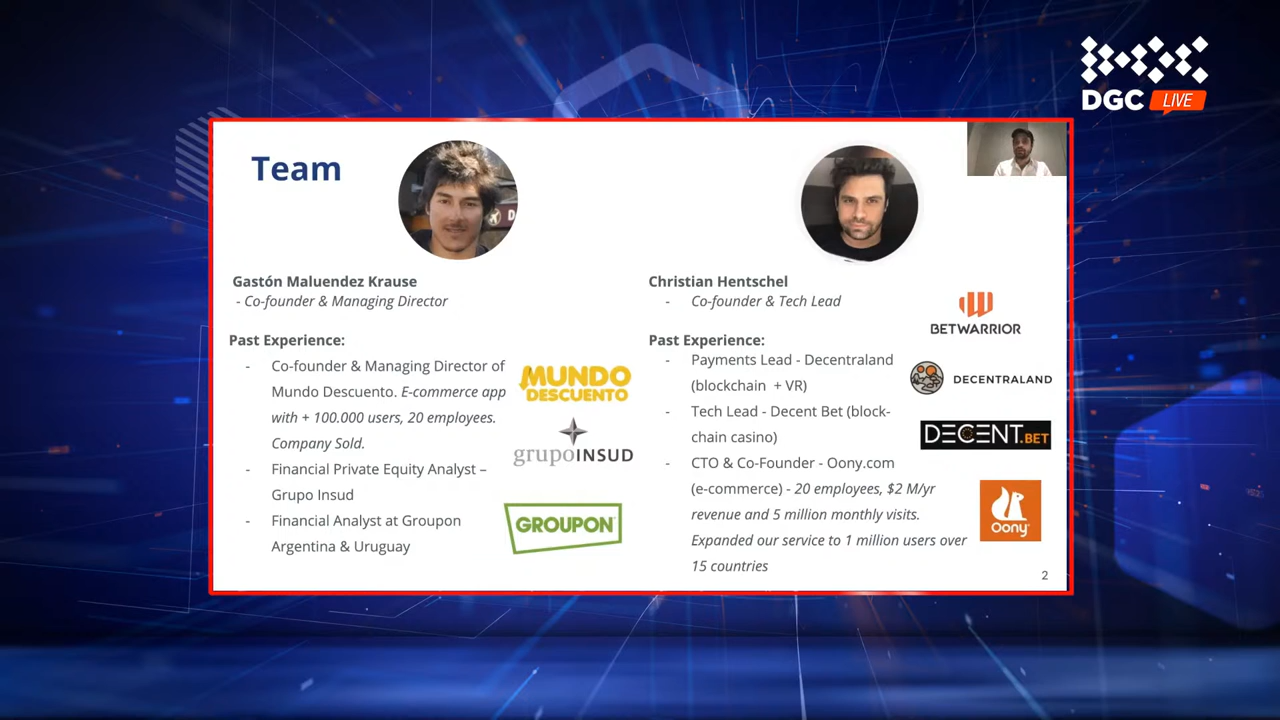 DGC LIVE
Team
Gastón Maluendez Krause
- Co-founder & Managing Director
Past Experience:
- Co-founder & Managing Director of
Mundo Descuento. E-commerce app
with + 100.000 users, 20 employees.
Company Sold.
- Financial Private Equity Analyst –
Grupo Insud
- Financial Analyst at Groupon
Argentina & Uruguay
MUNDO
DESCUENTO
grupoINSUD
GROUPON
Christian Hentschel
- Co-founder & Tech Lead
Past Experience:
- Payments Lead - Decentraland
(blockchain + VR)
- Tech Lead - Decent Bet (block-
chain casino)
- CTO & Co-Founder - Oony.com
(e-commerce) - 20 employees, $2 M/yr
revenue and 5 million monthly visits.
Expanded our service to 1 million users over
15 countries
BETWARRIOR
DECENTRALAND
DECENT.BET
Oony
2